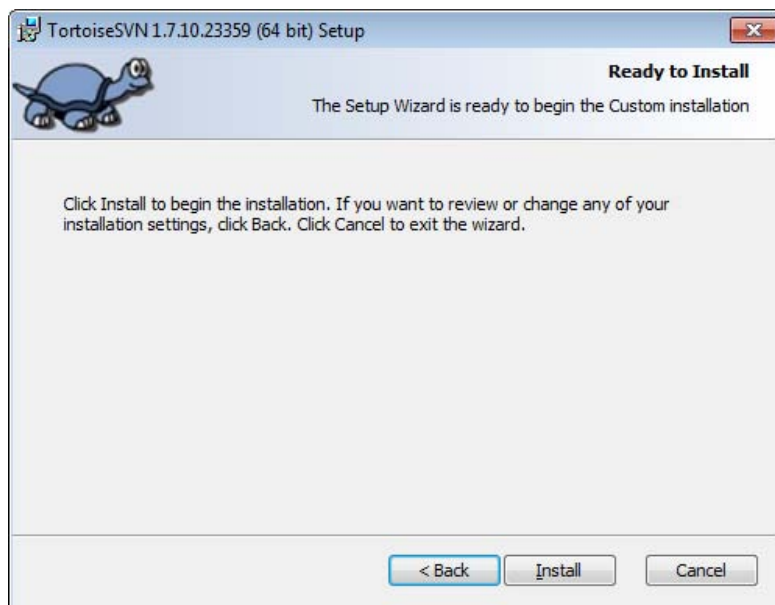 TortoiseSVN 1.7.10.23359 (64 bit) Setup
Ready to Install
The Setup Wizard is ready to begin the Custom installation
Click Install to begin the installation. If you want to review or change any of your
installation settings, click Back. Click Cancel to exit the wizard.
< Back Install Cancel